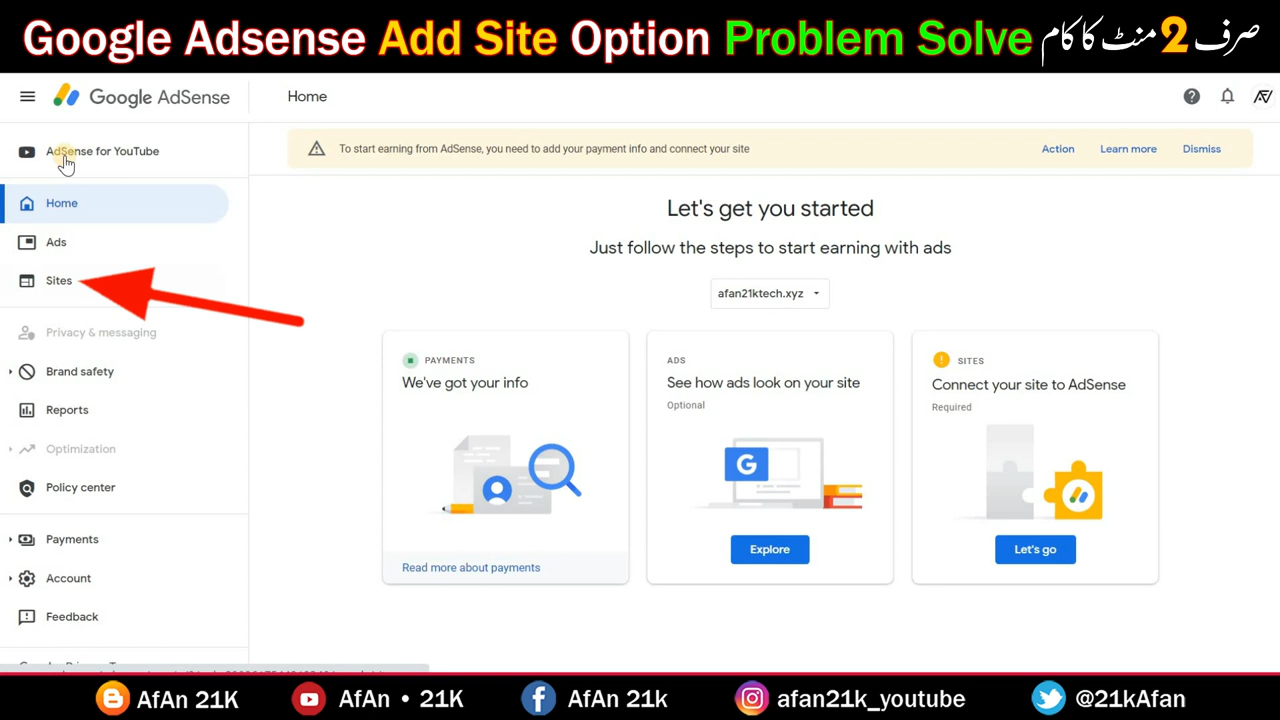 Google Adsense Add Site Option Problem Solve صرف 2 منٹ کا کام
Google AdSense
Home
AdSense for YouTube
To start earning from AdSense, you need to add your payment info and connect your site
Action
Learn more
Dismiss
Home
Ads
Sites
Privacy & messaging
Brand safety
Reports
Optimization
Policy center
Payments
Account
Feedback
Let's get you started
Just follow the steps to start earning with ads
afan21ktech.xyz
PAYMENTS
We've got your info
Read more about payments
ADS
See how ads look on your site
Optional
G
Explore
SITES
Connect your site to AdSense
Required
Let's go
AfAn 21K
AfAn • 21K
AfAn 21k
afan21k_youtube
@21kAfan